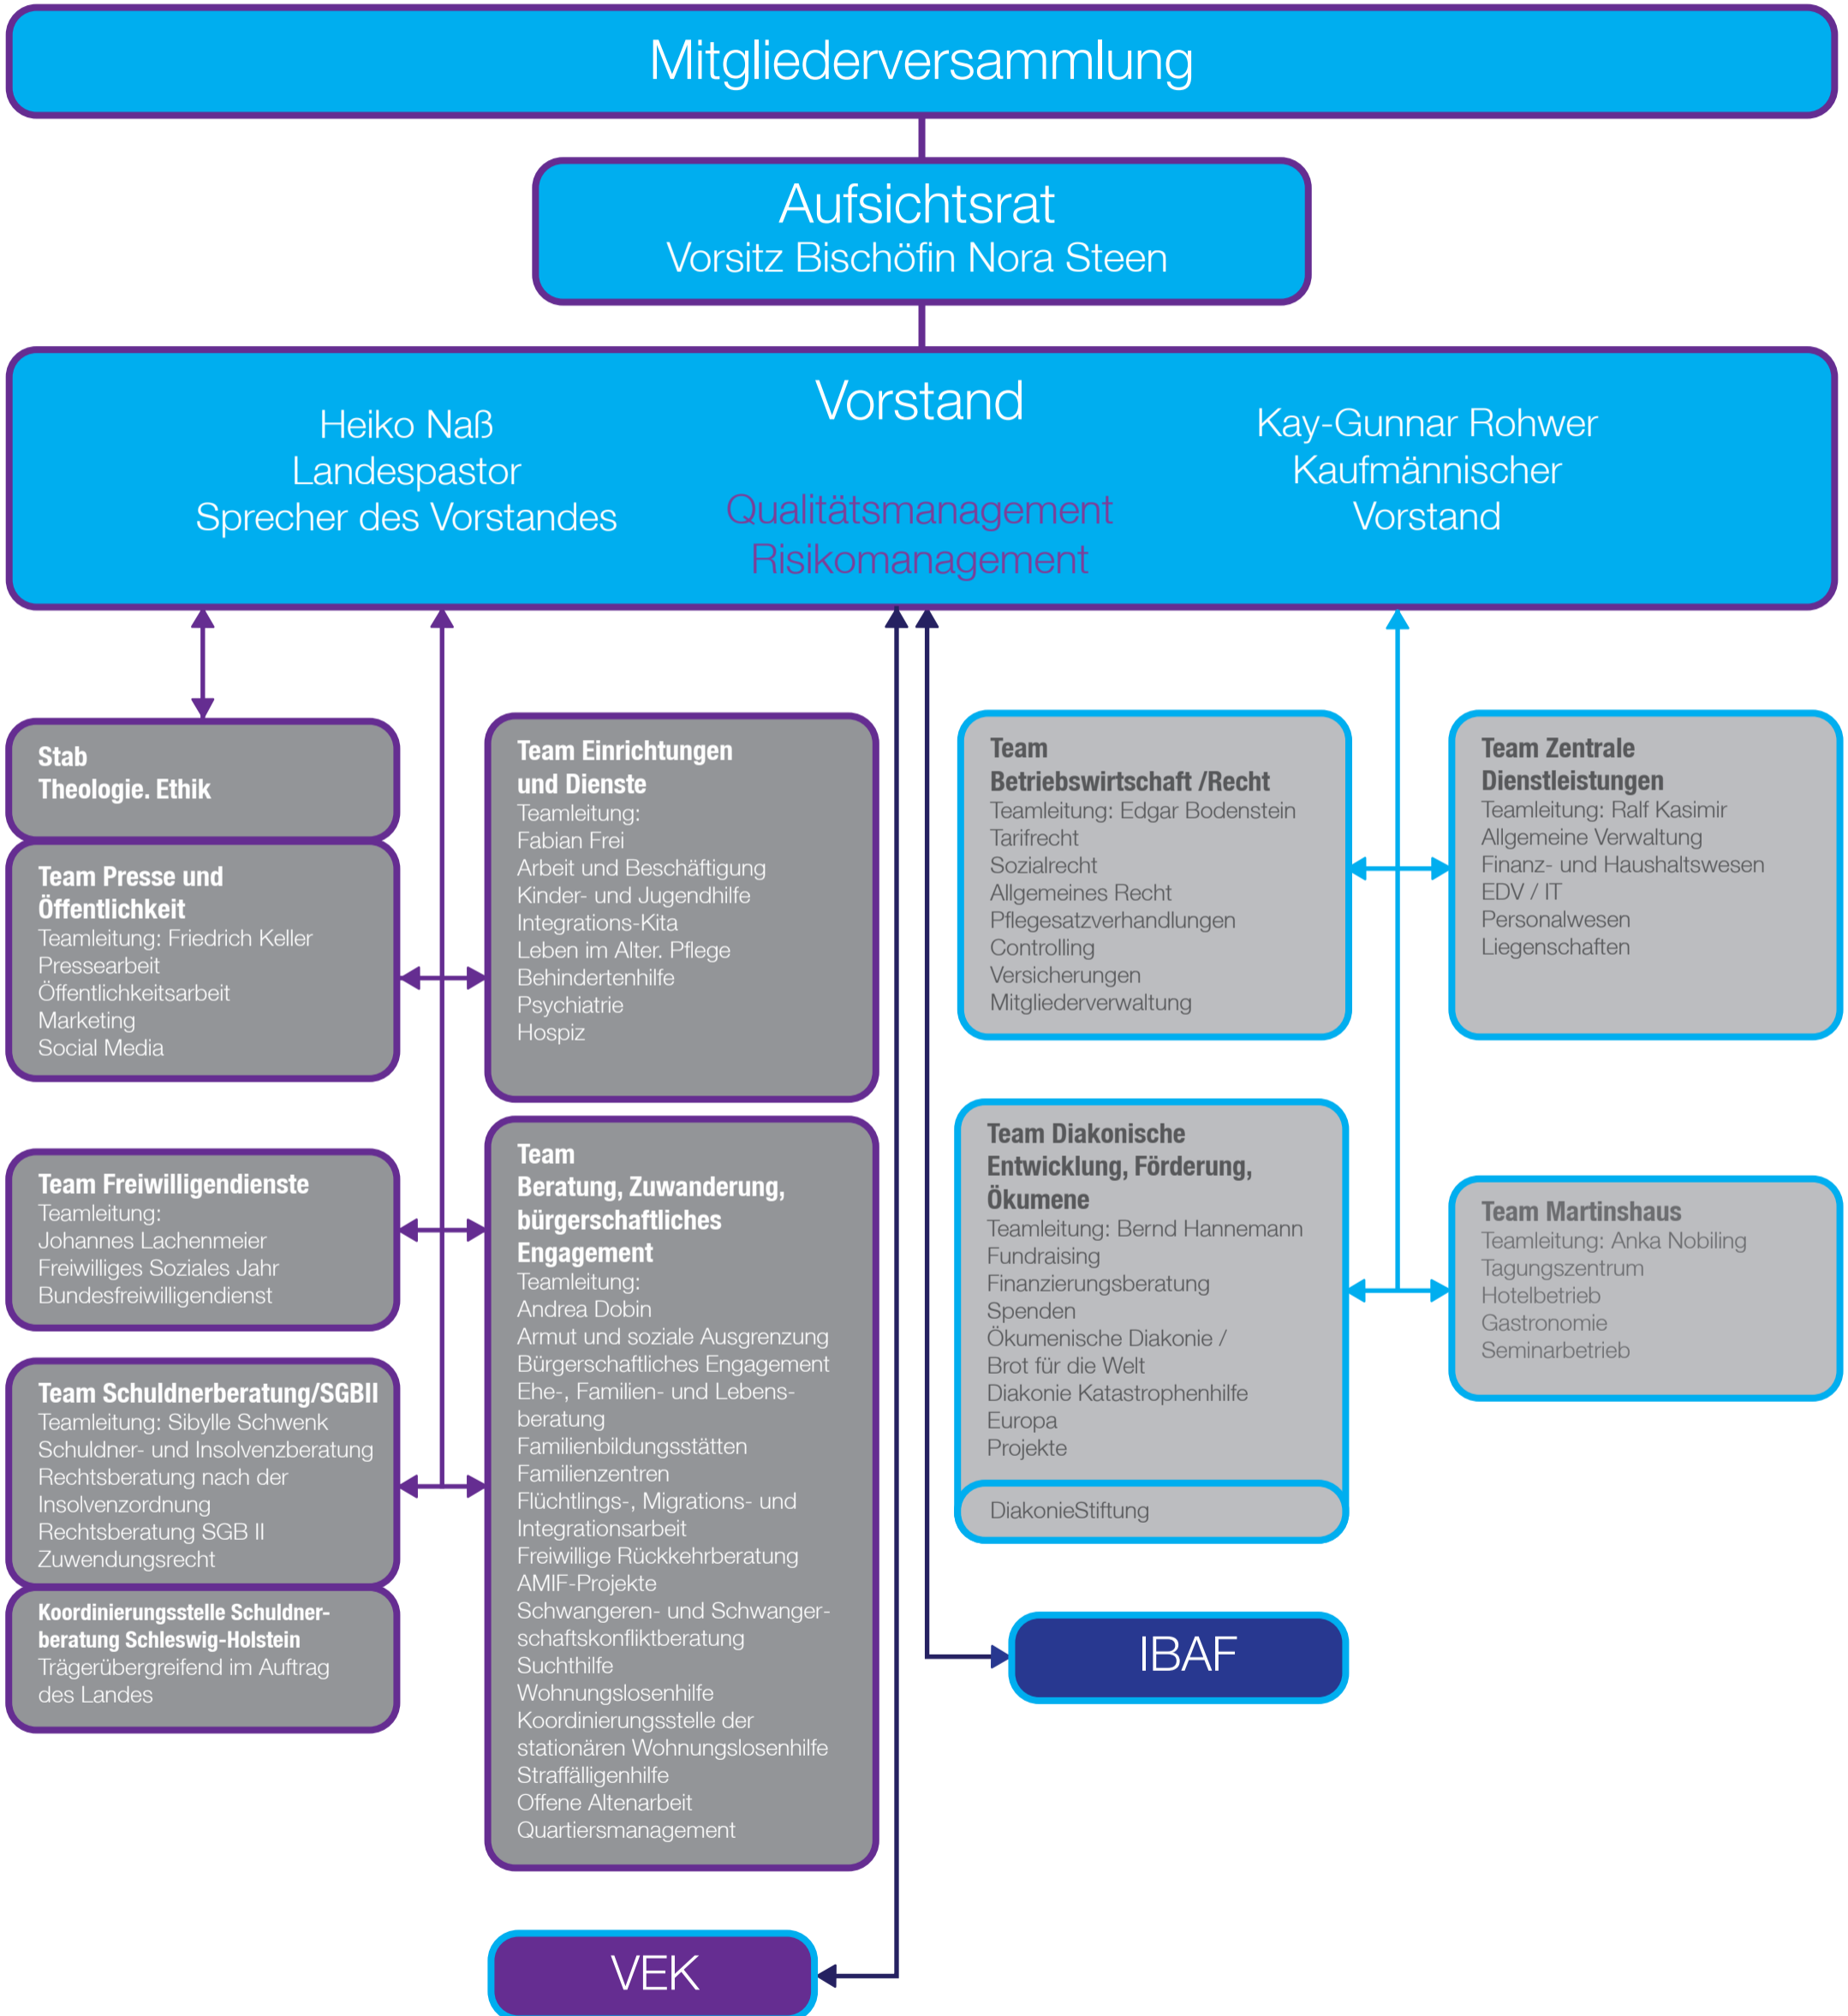 Mitgliederversammlung
Aufsichtsrat
Vorsitz Bischöfin Nora Steen
Vorstand
Heiko Naß
Landespastor
Sprecher des Vorstandes
Qualitätsmanagement
Risikomanagement
Kay-Gunnar Rohwer
Kaufmännischer
Vorstand
Stab
Theologie. Ethik
Team Presse und
Öffentlichkeit
Teamleitung: Friedrich Keller
Pressearbeit
Öffentlichkeitsarbeit
Marketing
Social Media
Team Freiwilligendienste
Teamleitung:
Johannes Lachenmeier
Freiwilliges Soziales Jahr
Bundesfreiwilligendienst
Team Schuldnerberatung/SGBII
Teamleitung: Sibylle Schwenk
Schuldner- und Insolvenzberatung
Rechtsberatung nach der
Insolvenzordnung
Rechtsberatung SGB II
Zuwendungsrecht
Koordinierungsstelle Schuldner-
beratung Schleswig-Holstein
Trägerübergreifend im Auftrag
des Landes
Team Einrichtungen
und Dienste
Teamleitung:
Fabian Frei
Arbeit und Beschäftigung
Kinder- und Jugendhilfe
Integrations-Kita
Leben im Alter. Pflege
Behindertenhilfe
Psychiatrie
Hospiz
Team
Beratung, Zuwanderung,
bürgerschaftliches
Engagement
Teamleitung:
Andrea Dobin
Armut und soziale Ausgrenzung
Bürgerschaftliches Engagement
Ehe-, Familien- und Lebens-
beratung
Familienbildungsstätten
Familienzentren
Flüchtlings-, Migrations- und
Integrationsarbeit
Freiwillige Rückkehrberatung
AMIF-Projekte
Schwangeren- und Schwanger-
schaftskonfliktberatung
Suchthilfe
Wohnungslosenhilfe
Koordinierungsstelle der
stationären Wohnungslosenhilfe
Straffälligenhilfe
Offene Altenarbeit
Quartiersmanagement
VEK
Team
Betriebswirtschaft /Recht
Teamleitung: Edgar Bodenstein
Tarifrecht
Sozialrecht
Allgemeines Recht
Pflegesatzverhandlungen
Controlling
Versicherungen
Mitgliederverwaltung
Team Diakonische
Entwicklung, Förderung,
Ökumene
Teamleitung: Bernd Hannemann
Fundraising
Finanzierungsberatung
Spenden
Ökumenische Diakonie /
Brot für die Welt
Diakonie Katastrophenhilfe
Europa
Projekte
DiakonieStiftung
IBAF
Team Zentrale
Dienstleistungen
Teamleitung: Ralf Kasimir
Allgemeine Verwaltung
Finanz- und Haushaltswesen
EDV / IT
Personalwesen
Liegenschaften
Team Martinshaus
Teamleitung: Anka Nobiling
Tagungszentrum
Hotelbetrieb
Gastronomie
Seminarbetrieb